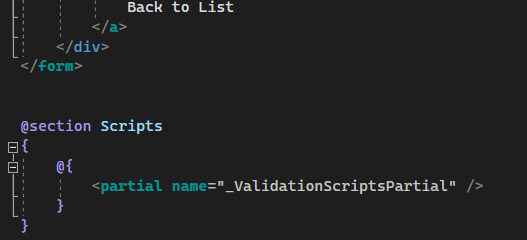 Back to List
</a>
</div>
</form>
@section Scripts
{
@{
<partial name="_ValidationScriptsPartial" />
}
}